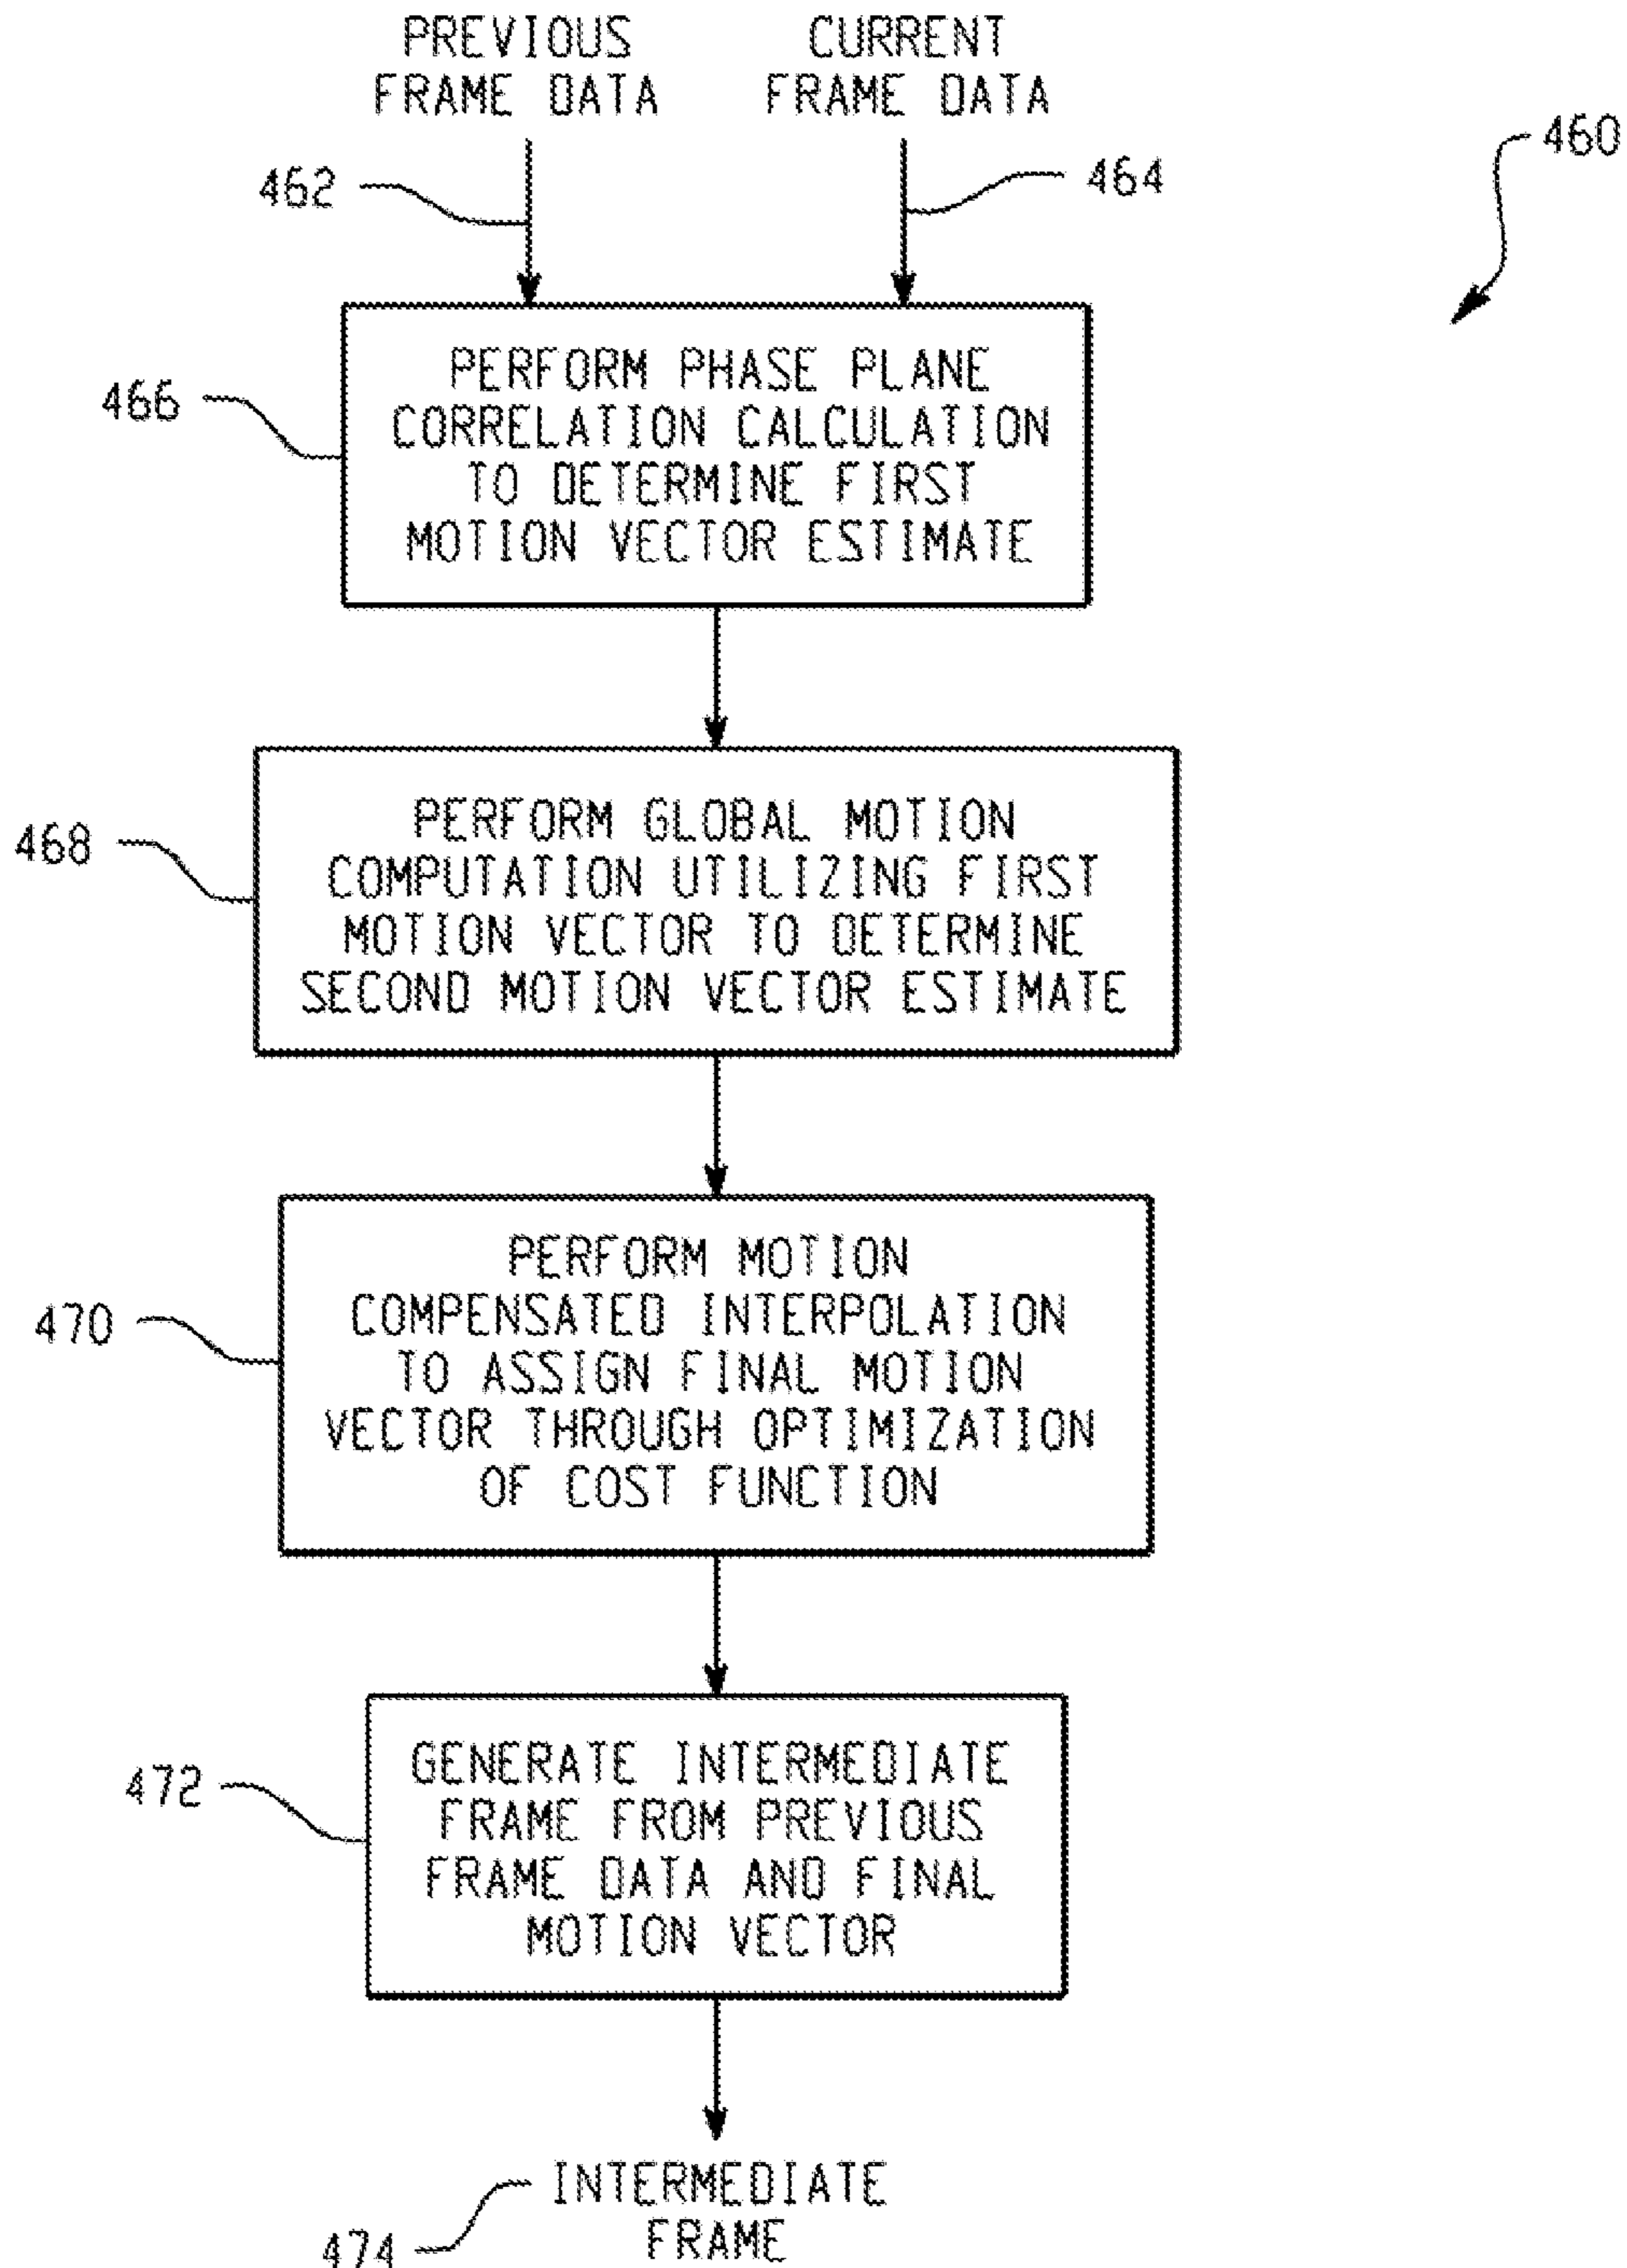 PREVIOUS
FRAME DATA
CURRENT
FRAME DATA
460
462
464
466
PERFORM PHASE PLANE
CORRELATION CALCULATION
TO DETERMINE FIRST
MOTION VECTOR ESTIMATE
468
PERFORM GLOBAL MOTION
COMPUTATION UTILIZING FIRST
MOTION VECTOR TO DETERMINE
SECOND MOTION VECTOR ESTIMATE
470
PERFORM MOTION
COMPENSATED INTERPOLATION
TO ASSIGN FINAL MOTION
VECTOR THROUGH OPTIMIZATION
OF COST FUNCTION
472
GENERATE INTERMEDIATE
FRAME FROM PREVIOUS
FRAME DATA AND FINAL
MOTION VECTOR
474
INTERMEDIATE
FRAME